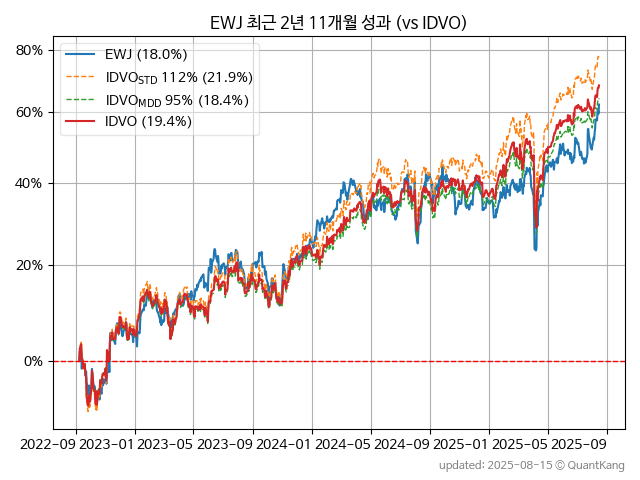 EWJ 최근 2년 11개월 성과 (vs IDVO)
EWJ (18.0%)
IDVO_STD 112% (21.9%)
IDVO_MDD 95% (18.4%)
IDVO (19.4%)
80%
60%
40%
20%
0%
2022-09 2023-01 2023-05 2023-09 2024-01 2024-05 2024-09 2025-01 2025-05 2025-09
updated: 2025-08-15 © QuantKang